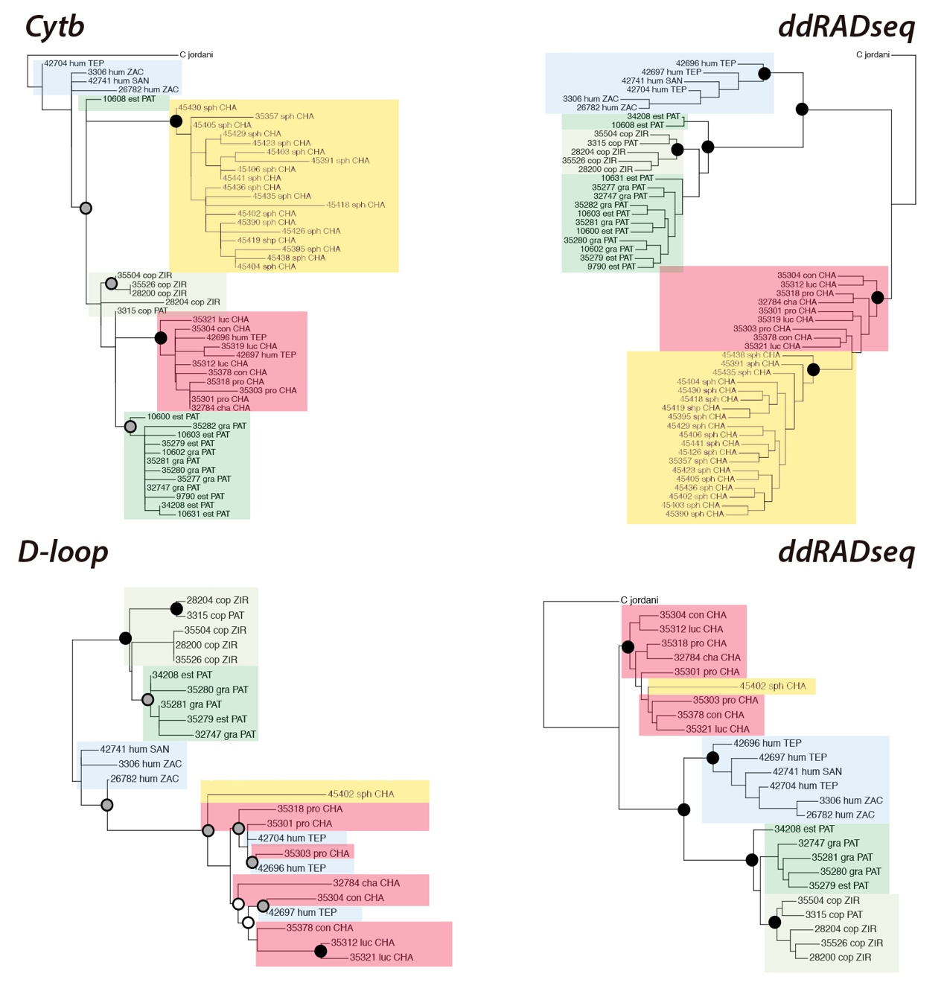 Cytb
C jordani
42704 hum TEP
3306 hum ZAC
42741 hum SAN
26782 hum ZAC
10608 est PAT
45430 sph CHA
35357 sph CHA
45405 sph CHA
45429 sph CHA
45423 sph CHA
45403 sph CHA
45391 sph CHA
45406 sph CHA
45441 sph CHA
45436 sph CHA
45435 sph CHA
45418 sph CHA
45402 sph CHA
45390 sph CHA
45426 sph CHA
45419 shp CHA
45395 sph CHA
45438 sph CHA
45404 sph CHA
35504 cop ZIR
35526 cop ZIR
28200 cop ZIR
28204 cop ZIR
3315 cop PAT
35321 luc CHA
35304 con CHA
42696 hum TEP
35319 luc CHA
42697 hum TEP
35312 luc CHA
35378 con CHA
35318 pro CHA
35303 pro CHA
35301 pro CHA
32784 cha CHA
10600 est PAT
35282 gra PAT
10603 est PAT
35279 est PAT
10602 gra PAT
35281 gra PAT
35280 gra PAT
35277 gra PAT
32747 gra PAT
9790 est PAT
34208 est PAT
10631 est PAT
ddRADseq
C jordani
42696 hum TEP
42697 hum TEP
42741 hum SAN
42704 hum TEP
3306 hum ZAC
26782 hum ZAC
34208 est PAT
10608 est PAT
35504 cop ZIR
3315 cop PAT
28204 cop ZIR
35526 cop ZIR
28200 cop ZIR
10631 est PAT
35277 gra PAT
32747 gra PAT
35282 gra PAT
10603 est PAT
35281 gra PAT
10600 est PAT
35280 gra PAT
10602 gra PAT
35279 est PAT
9790 est PAT
35304 con CHA
35312 luc CHA
35318 pro CHA
32784 cha CHA
35301 pro CHA
35319 luc CHA
35303 pro CHA
35378 con CHA
35321 luc CHA
45438 sph CHA
45391 sph CHA
45435 sph CHA
45404 sph CHA
45430 sph CHA
45418 sph CHA
45419 shp CHA
45395 sph CHA
45429 sph CHA
45406 sph CHA
45441 sph CHA
45426 sph CHA
35357 sph CHA
45423 sph CHA
45405 sph CHA
45436 sph CHA
45402 sph CHA
45403 sph CHA
45390 sph CHA
D-loop
28204 cop ZIR
3315 cop PAT
35504 cop ZIR
28200 cop ZIR
35526 cop ZIR
34208 est PAT
35280 gra PAT
35281 gra PAT
35279 est PAT
32747 gra PAT
42741 hum SAN
3306 hum ZAC
26782 hum ZAC
45402 sph CHA
35318 pro CHA
35301 pro CHA
42704 hum TEP
35303 pro CHA
42696 hum TEP
32784 cha CHA
35304 con CHA
42697 hum TEP
35378 con CHA
35312 luc CHA
35321 luc CHA
ddRADseq
C jordani
35304 con CHA
35312 luc CHA
35318 pro CHA
32784 cha CHA
35301 pro CHA
45402 sph CHA
35303 pro CHA
35378 con CHA
35321 luc CHA
42696 hum TEP
42697 hum TEP
42741 hum SAN
42704 hum TEP
3306 hum ZAC
26782 hum ZAC
34208 est PAT
32747 gra PAT
35281 gra PAT
35280 gra PAT
35279 est PAT
35504 cop ZIR
3315 cop PAT
28204 cop ZIR
35526 cop ZIR
28200 cop ZIR